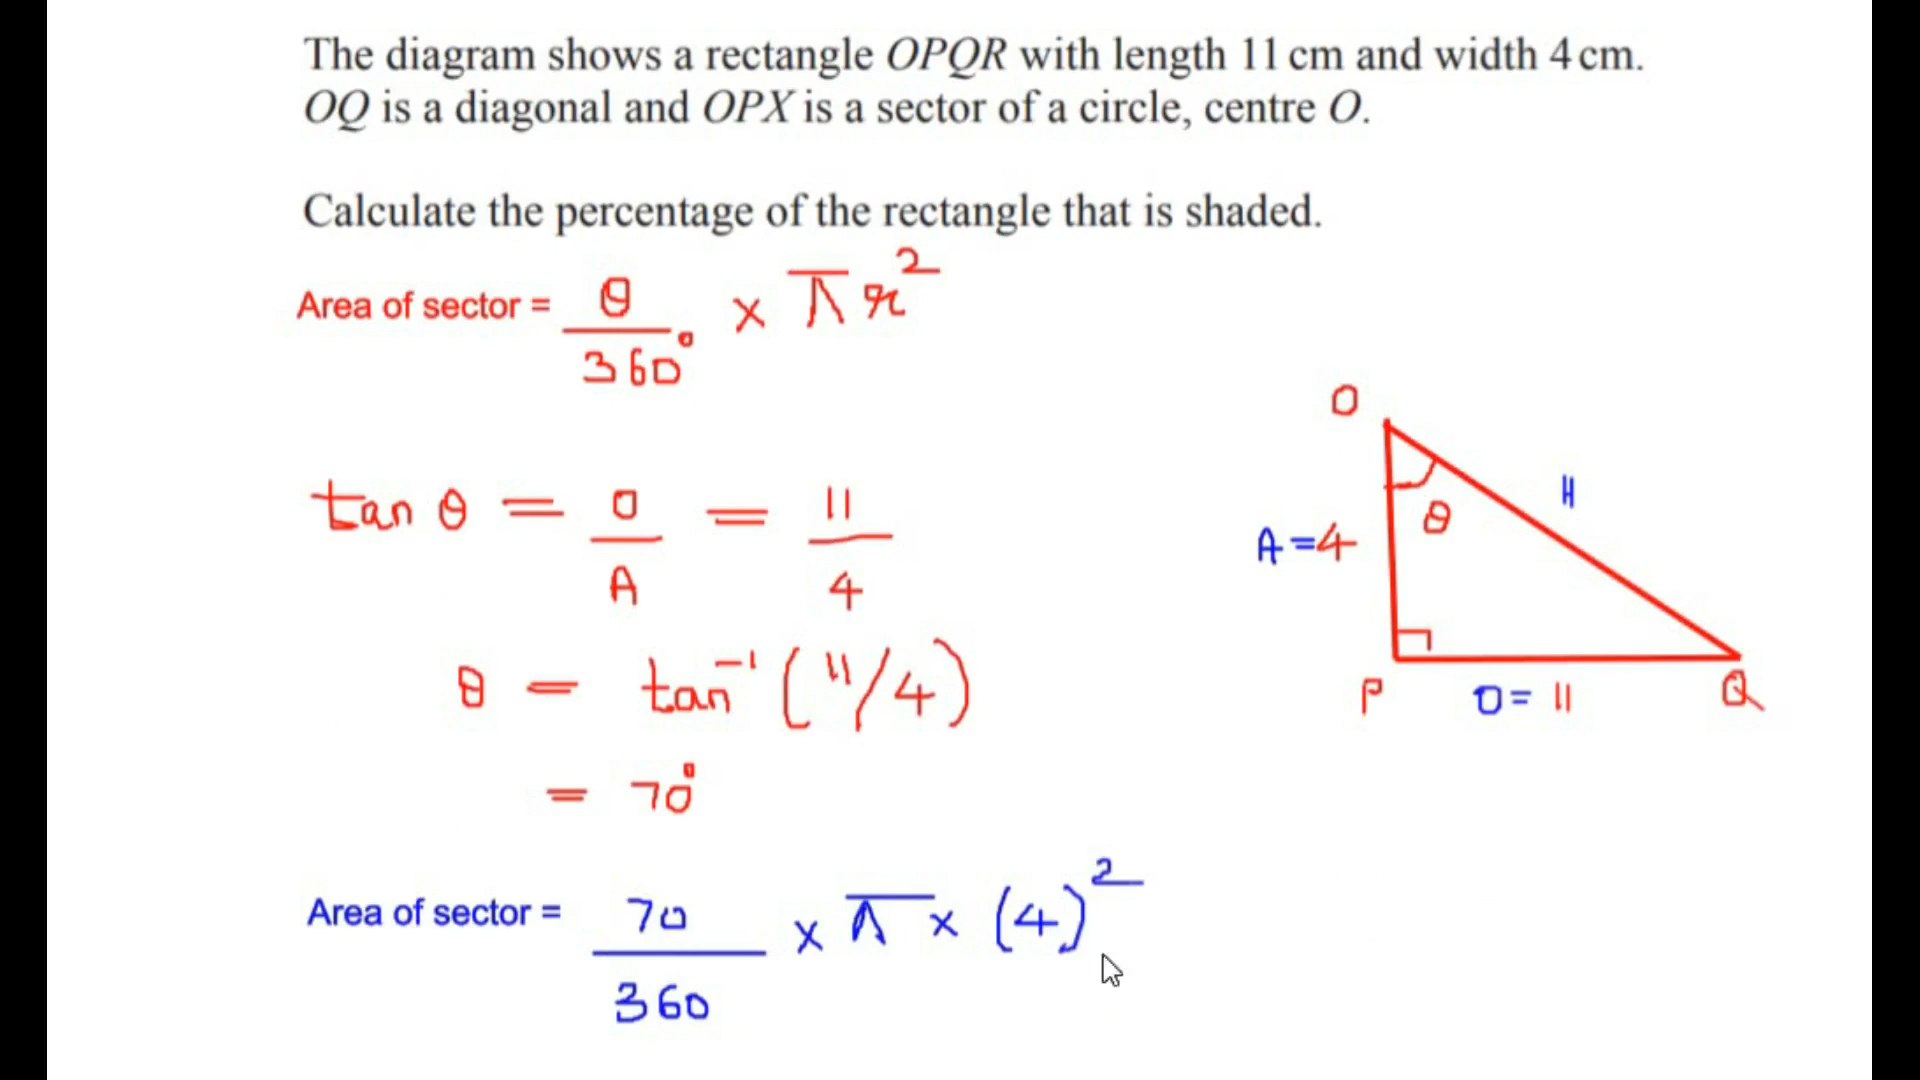 The diagram shows a rectangle OPQR with length 11 cm and width 4 cm.
OQ is a diagonal and OPX is a sector of a circle, centre O.
Calculate the percentage of the rectangle that is shaded.
Area of sector = θ/360° × πr²
O
tan θ = O/A = 11/4
H
θ
A = 4
θ = tan⁻¹ (11/4)
P
O = 11
Q
= 70°
Area of sector = 70/360 × π × (4)²